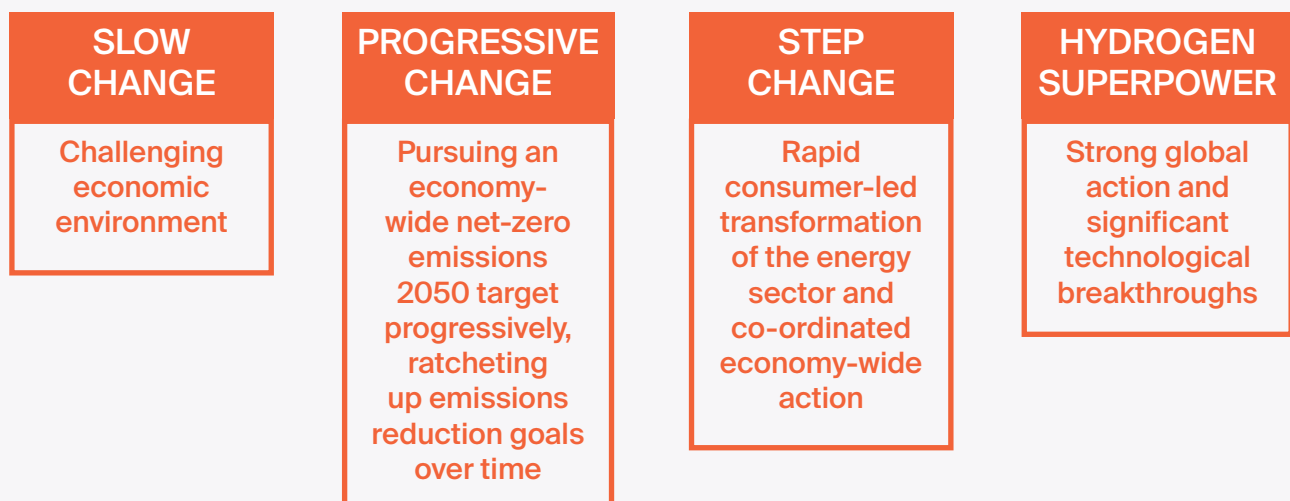 SLOW
CHANGE
Challenging
economic
environment
PROGRESSIVE
CHANGE
Pursuing an
economy-
wide net-zero
emissions
2050 target
progressively,
ratcheting
up emissions
reduction goals
over time
STEP
CHANGE
Rapid
consumer-led
transformation
of the energy
sector and
co-ordinated
economy-wide
action
HYDROGEN
SUPERPOWER
Strong global
action and
significant
technological
breakthroughs